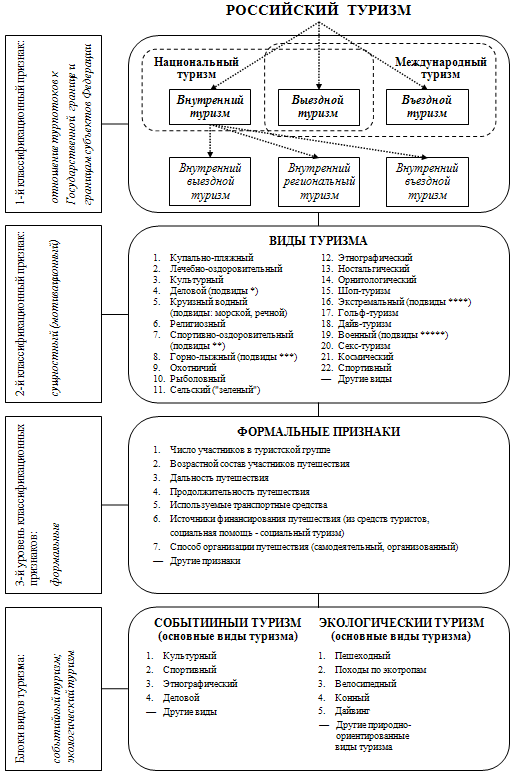 РОССИЙСКИЙ ТУРИЗМ
1-й классификационный признак:
отношение турпотоков к
Государственной границе и
границам субъектов Федерации
Национальный
туризм
Международный
туризм
Внутренний
туризм
Выездной
туризм
Въездной
туризм
Внутренний
выездной
туризм
Внутренний
региональный
туризм
Внутренний
въездной
туризм
2-й классификационный признак:
сущностый (мотивационный)
ВИДЫ ТУРИЗМА
1. Купально-пляжный
2. Лечебно-оздоровительный
3. Культурный
4. Деловой (подвиды *)
5. Круизный водный
(подвиды: морской, речной)
6. Религиозный
7. Спортивно-оздоровительный
(подвиды **)
8. Горно-лыжный (подвиды ***)
9. Охотничий
10. Рыболовный
11. Сельский ("зеленый")
12. Этнографический
13. Ностальгический
14. Орнитологический
15. Шоп-туризм
16. Экстремальный (подвиды ****)
17. Гольф-туризм
18. Дайв-туризм
19. Военный (подвиды *****)
20. Секс-туризм
21. Космический
22. Спортивный
— Другие виды
3-й уровень классификационных
признаков:
формальные
ФОРМАЛЬНЫЕ ПРИЗНАКИ
1. Число участников в туристской группе
2. Возрастной состав участников путешествия
3. Дальность путешествия
4. Продолжительность путешествия
5. Используемые транспортные средства
6. Источники финансирования путешествия (из средств туристов,
социальная помощь - социальный туризм)
7. Способ организации путешествия (самодеятельный, организованный)
— Другие признаки
Блоки видов туризма:
событийный туризм;
экологический туризм
СОБЫТИЙНЫЙ ТУРИЗМ
(основные виды туризма)
1. Культурный
2. Спортивный
3. Этнографический
4. Деловой
— Другие виды
ЭКОЛОГИЧЕСКИЙ ТУРИЗМ
(основные виды туризма)
1. Пешеходный
2. Походы по экотропам
3. Велосипедный
4. Конный
5. Дайвинг
— Другие природно-
ориентированные
виды туризма